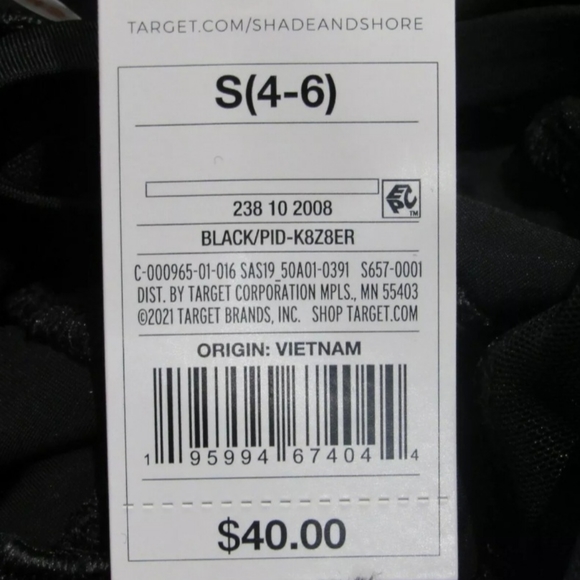 TARGET.COM/SHADEANDSHORE
S(4-6)
EPC TM
238 10 2008
BLACK/PID-K8Z8ER
C-000965-01-016 SAS19_50A01-0391 S657-0001
DIST. BY TARGET CORPORATION MPLS., MN 55403
©2021 TARGET BRANDS, INC. SHOP TARGET.COM
ORIGIN: VIETNAM
1 95994 67404 4
$40.00